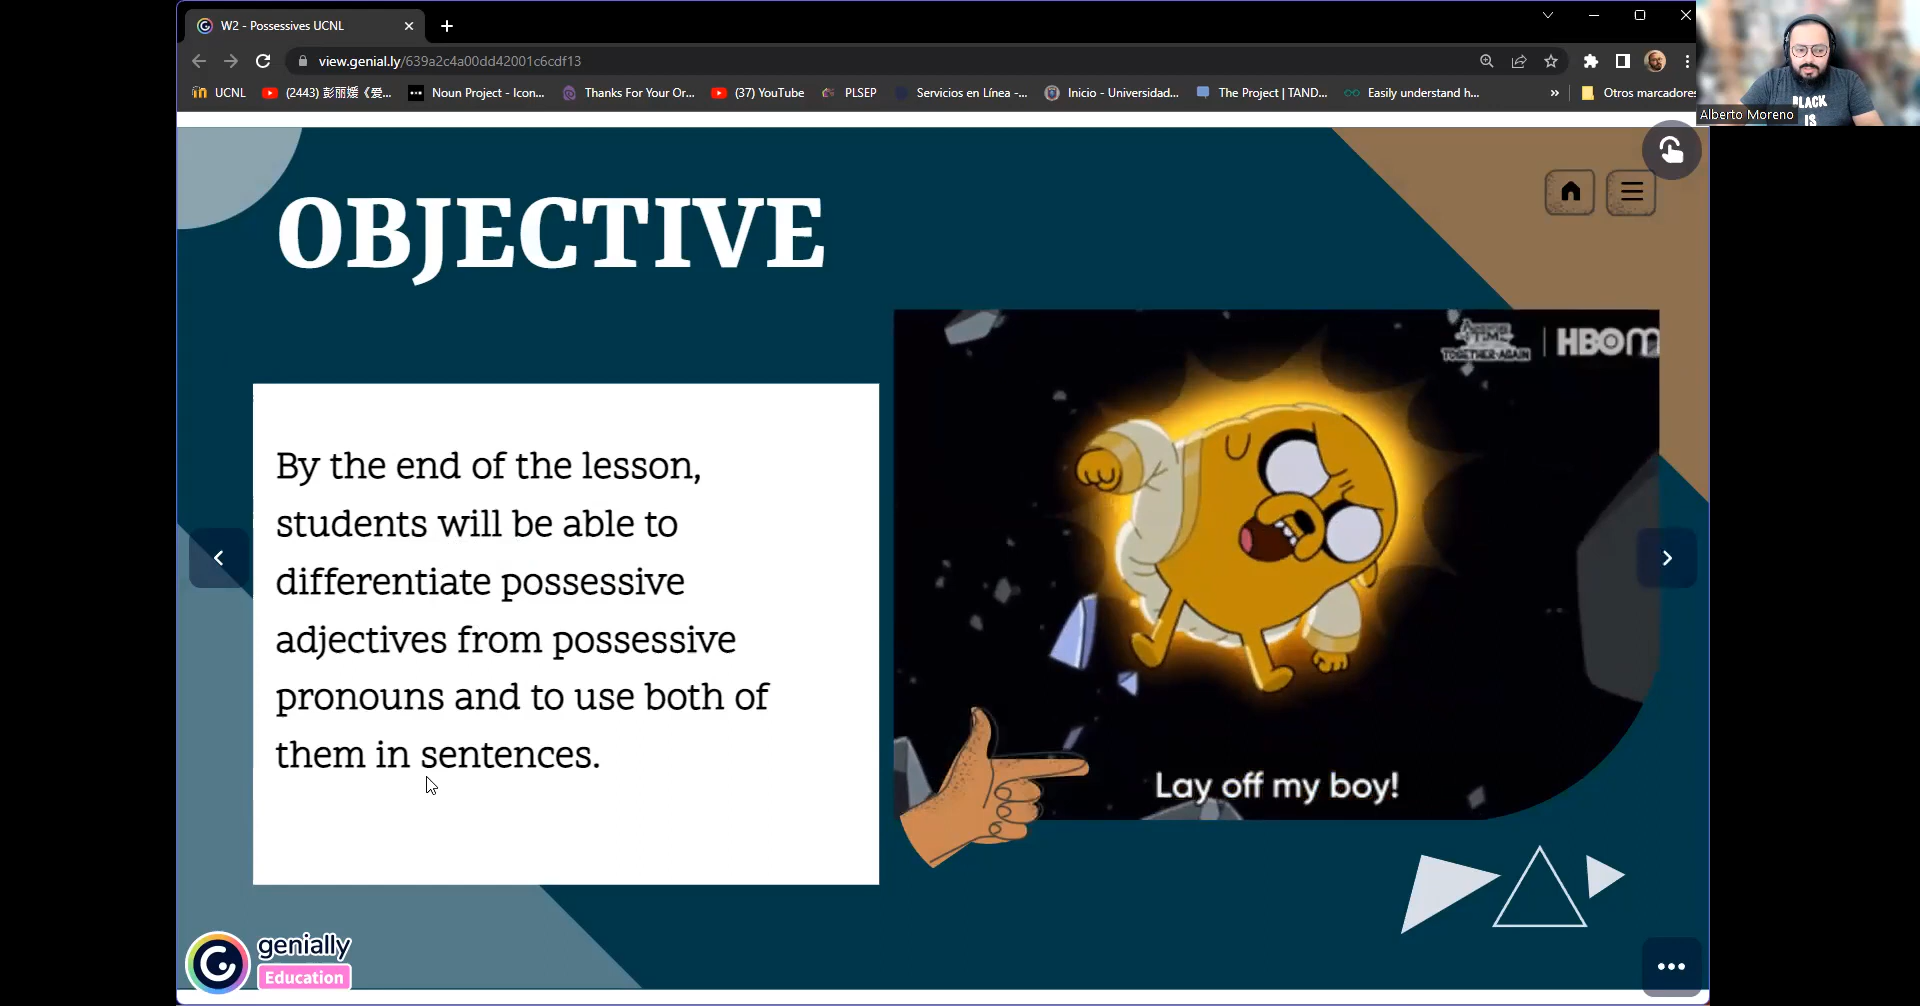 W2 - Possessives UCNL
view.genial.ly/639a2c4a00dd42001c6cdf13
UCNL
(2443) 彭丽媛《爱...
Noun Project - Icon...
Thanks For Your Or...
(37) YouTube
PLSEP
Servicios en Línea -...
Inicio - Universidad...
The Project | TAND...
Easily understand h...
»
Otros marcadores
BLACK
IS
Alberto Moreno
OBJECTIVE
ADVENTURE
TIME
TOGETHER AGAIN
HBOm
By the end of the lesson,
students will be able to
differentiate possessive
adjectives from possessive
pronouns and to use both of
them in sentences.
Lay off my boy!
genially
Education